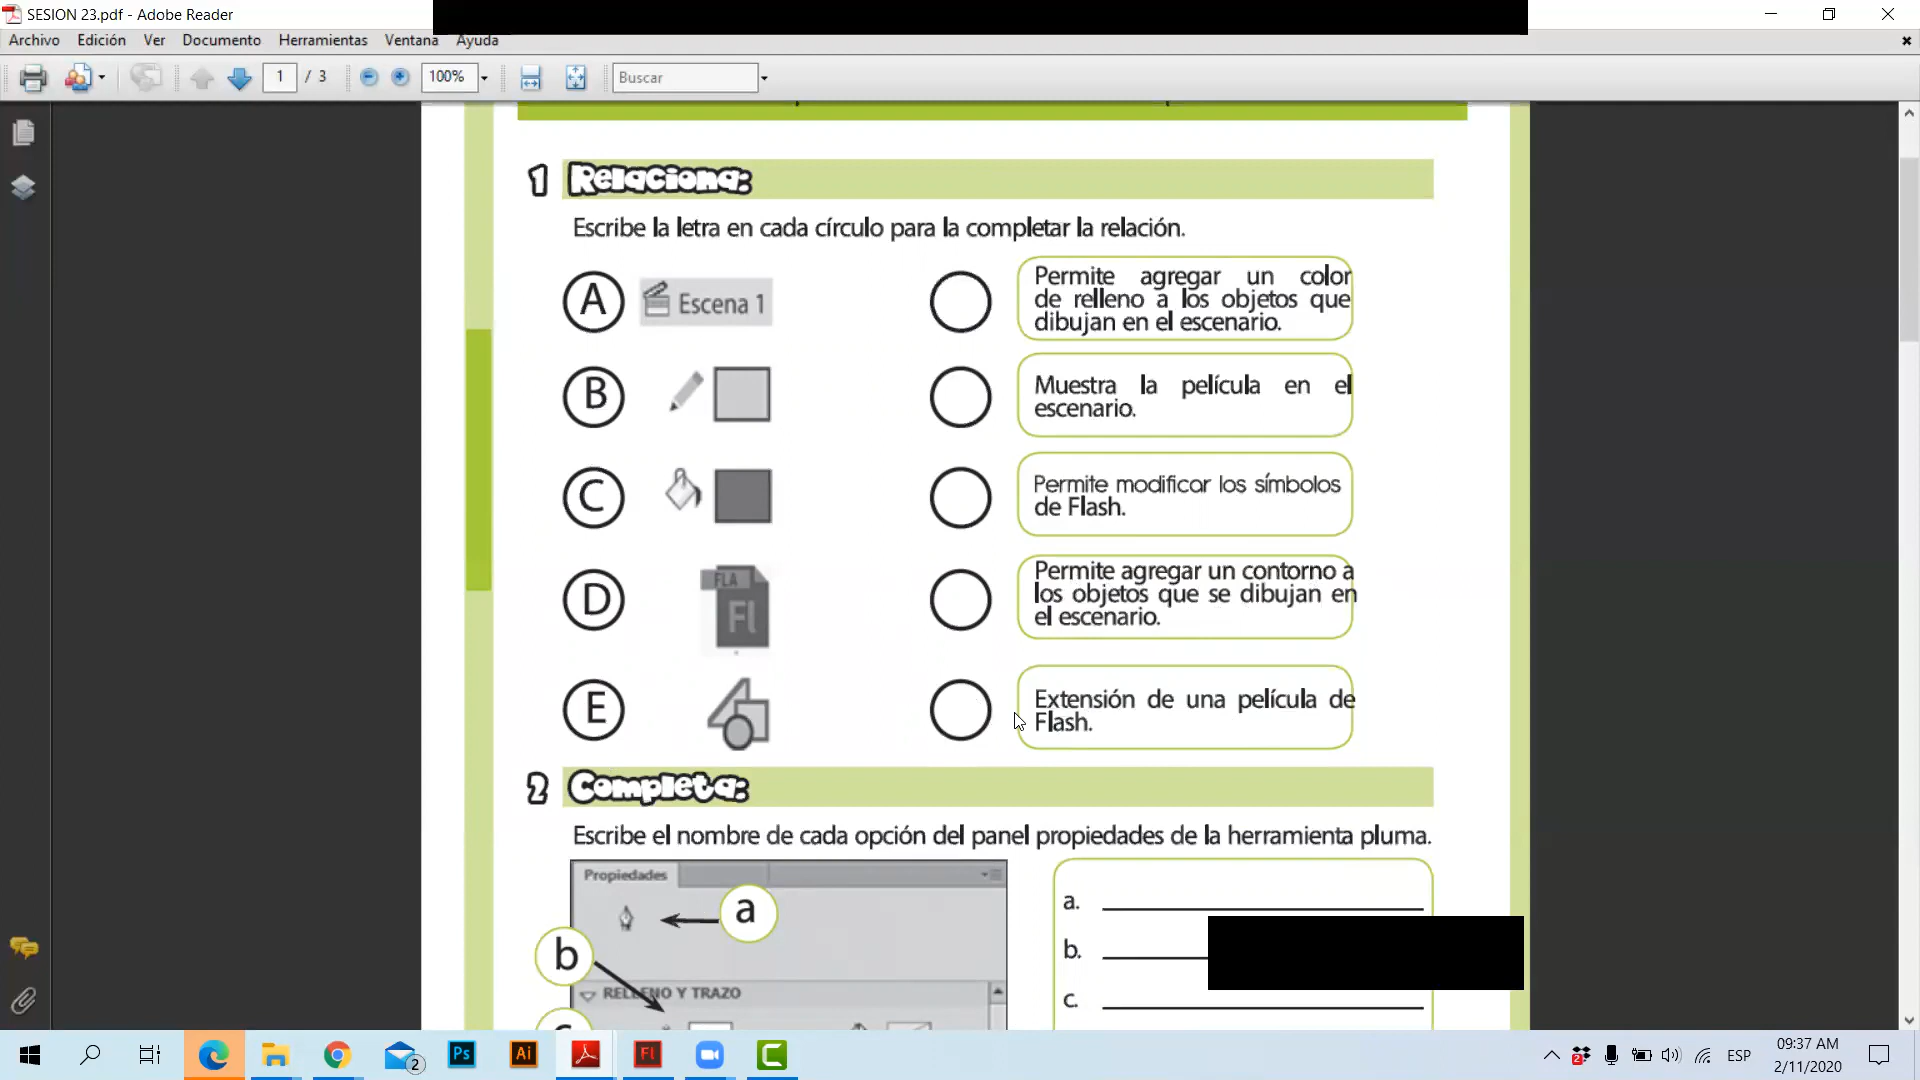 SESION 23.pdf - Adobe Reader
Archivo Edición Ver Documento Herramientas Ventana Ayuda
1 / 3 100% Buscar
1 Relaciona:
Escribe la letra en cada círculo para la completar la relación.
A Escena 1
Permite agregar un color
de relleno a los objetos que
dibujan en el escenario.
B
Muestra la película en el
escenario.
C
Permite modificar los símbolos
de Flash.
D FLA Fl
Permite agregar un contorno a
los objetos que se dibujan en
el escenario.
E
Extensión de una película de
Flash.
2 Completa:
Escribe el nombre de cada opción del panel propiedades de la herramienta pluma.
Propiedades
a
b
RELLENO Y TRAZO
a.
b.
c.
2 Ps Ai Fl C 2 ESP
09:37 AM
2/11/2020